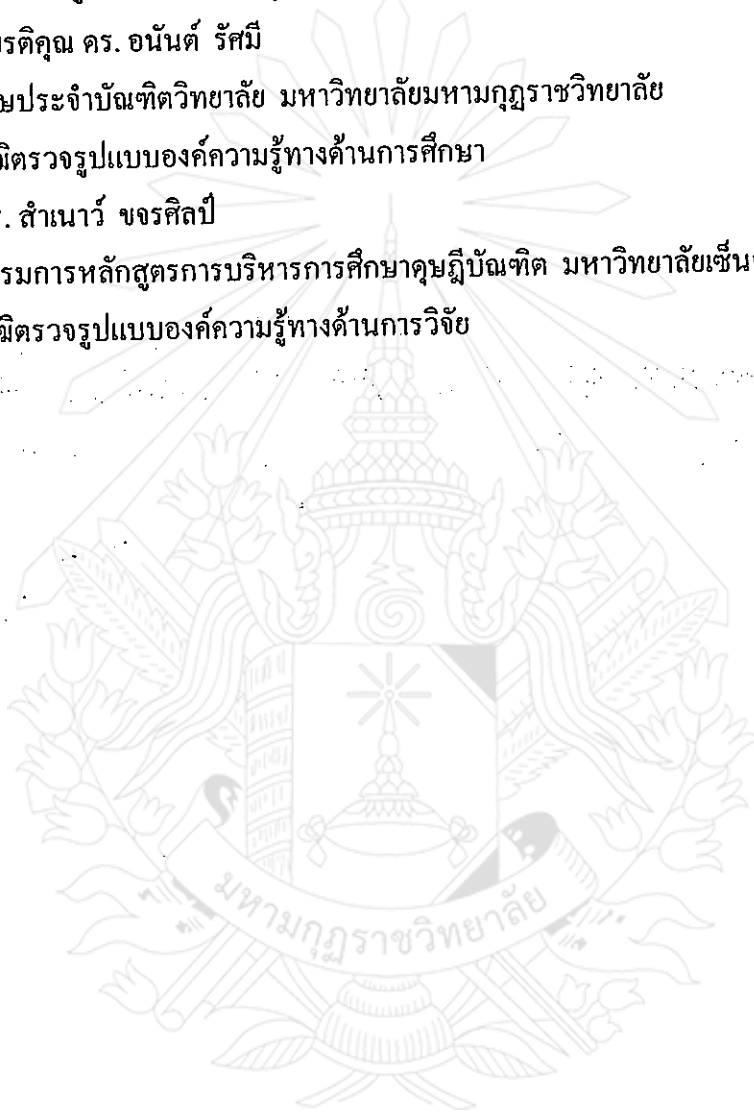 รติคุณ ดร. อนันต์ รัศมี
ษประจำบัณฑิตวิทยาลัย มหาวิทยาลัยมหามกุฏราชวิทยาลัย
ฒิตรวจรูปแบบองค์ความรู้ทางด้านการศึกษา
. สำเนาว์ ขจรศิลป์
รรมการหลักสูตรการบริหารการศึกษาดุษฎีบัณฑิต มหาวิทยาลัยเซ็น
ฒิตรวจรูปแบบองค์ความรู้ทางด้านการวิจัย
มหามกุฏราชวิทยาลัย